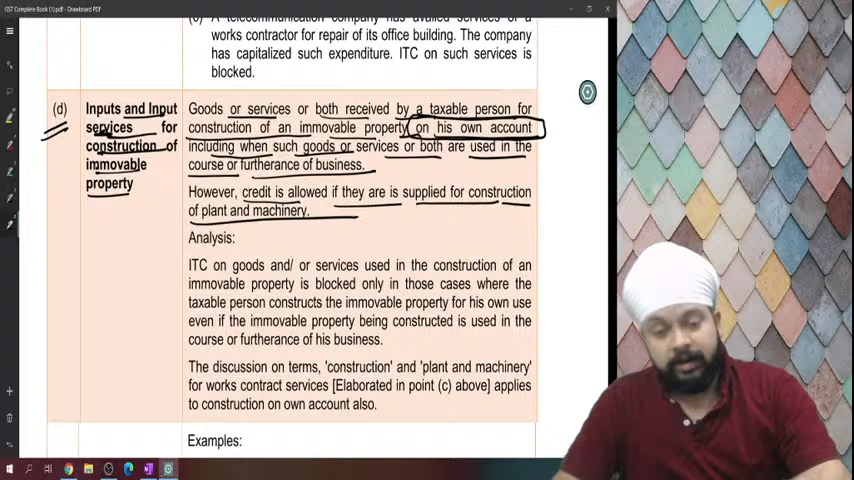 GST Complete Book (1).pdf - Drawboard PDF
(c) A telecommunication company has availed services of a
works contractor for repair of its office building. The company
has capitalized such expenditure. ITC on such services is
blocked.
(d) Inputs and Input services for construction of immovable property
Goods or services or both received by a taxable person for
construction of an immovable property on his own account
including when such goods or services or both are used in the
course or furtherance of business.
However, credit is allowed if they are is supplied for construction
of plant and machinery.
Analysis:
ITC on goods and/ or services used in the construction of an
immovable property is blocked only in those cases where the
taxable person constructs the immovable property for his own use
even if the immovable property being constructed is used in the
course or furtherance of his business.
The discussion on terms, 'construction' and 'plant and machinery'
for works contract services [Elaborated in point (c) above] applies
to construction on own account also.
Examples: